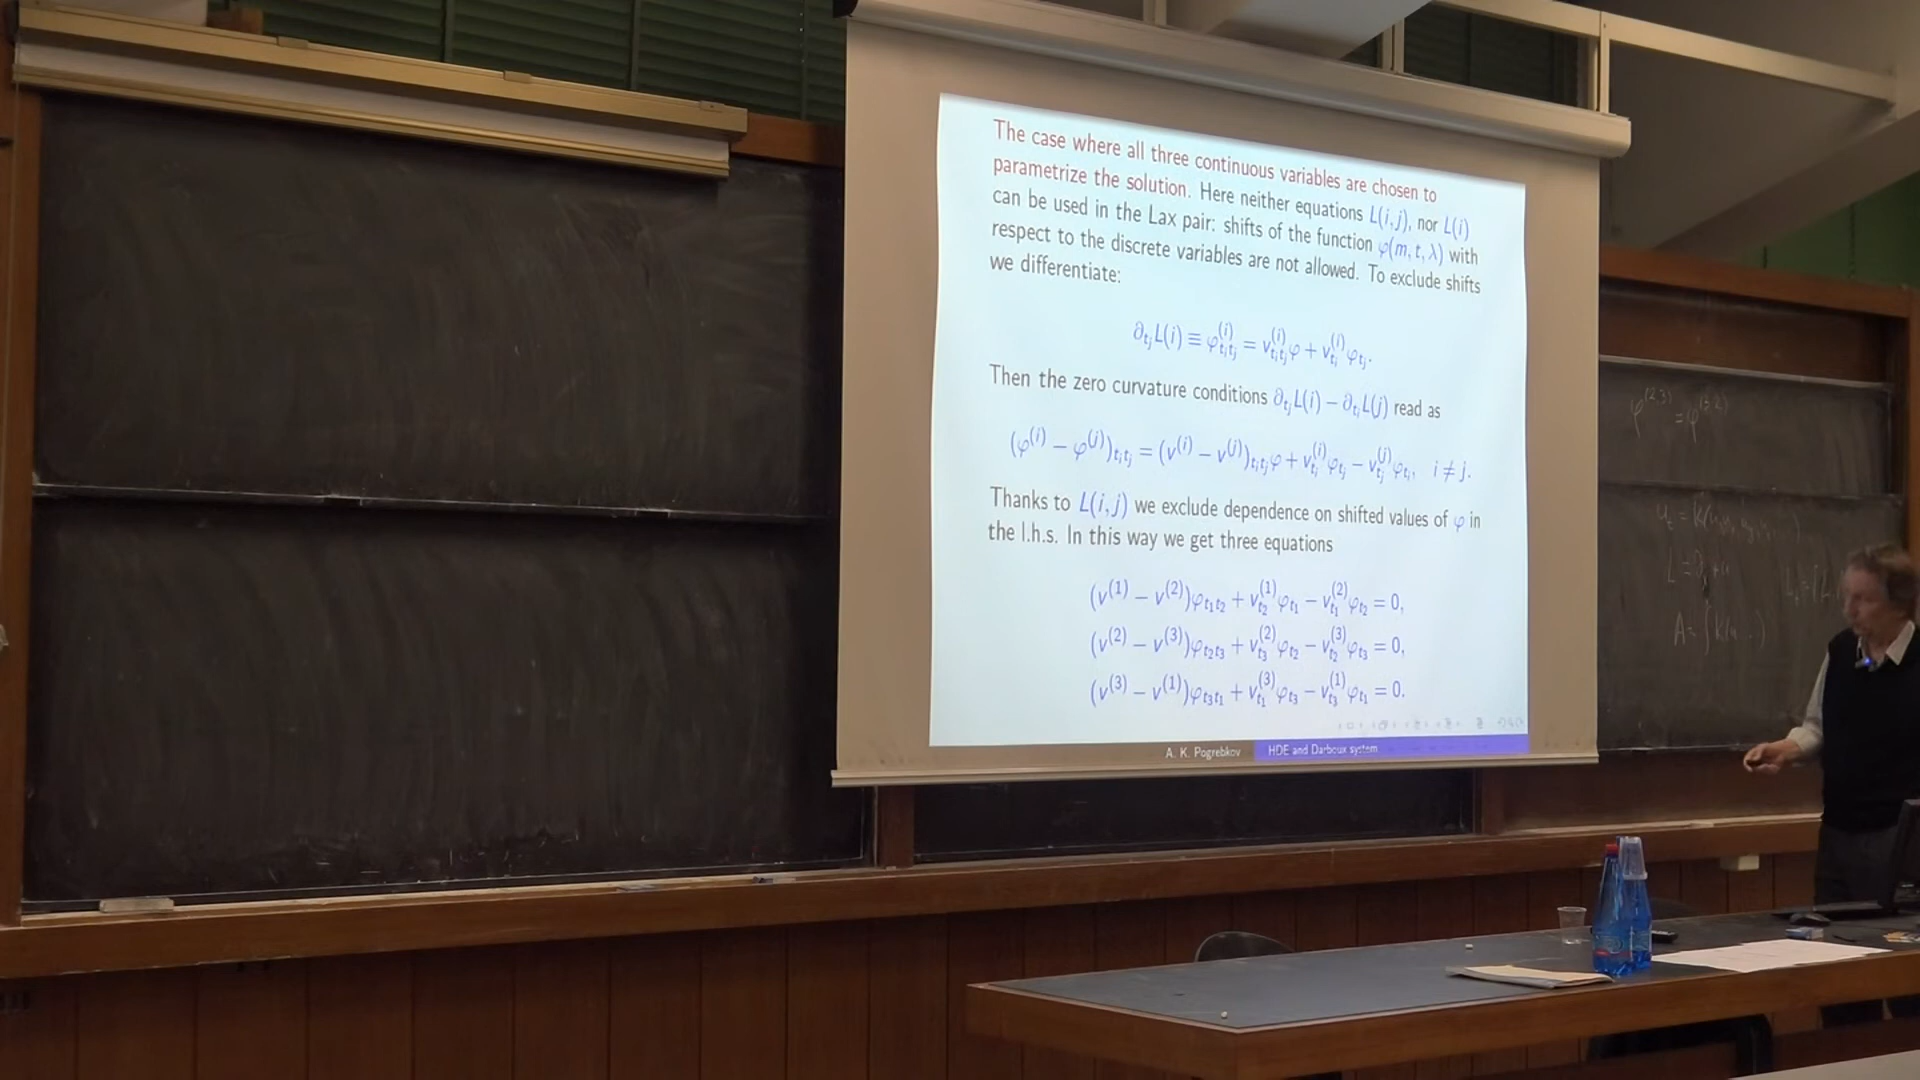 The case where all three continuous variables are chosen to
parametrize the solution. Here neither equations L(i,j), nor L(i)
can be used in the Lax pair: shifts of the function φ(m, t, λ) with
respect to the discrete variables are not allowed. To exclude shifts
we differentiate:
∂_{t_j}L(i) ≡ φ^{(i)}_{t_i t_j} = v^{(i)}_{t_i t_j}φ + v^{(i)}_{t_i}φ_{t_j}.
Then the zero curvature conditions ∂_{t_j}L(i) − ∂_{t_i}L(j) read as
(φ^{(i)} − φ^{(j)})_{t_i t_j} = (v^{(i)} − v^{(j)})_{t_i t_j}φ + v^{(i)}_{t_i}φ_{t_j} − v^{(j)}_{t_j}φ_{t_i}, i ≠ j.
Thanks to L(i,j) we exclude dependence on shifted values of φ in
the l.h.s. In this way we get three equations
(v^{(1)} − v^{(2)})φ_{t_1 t_2} + v^{(1)}_{t_2}φ_{t_1} − v^{(2)}_{t_1}φ_{t_2} = 0,
(v^{(2)} − v^{(3)})φ_{t_2 t_3} + v^{(2)}_{t_3}φ_{t_2} − v^{(3)}_{t_2}φ_{t_3} = 0,
(v^{(3)} − v^{(1)})φ_{t_3 t_1} + v^{(3)}_{t_1}φ_{t_3} − v^{(1)}_{t_3}φ_{t_1} = 0.
A. K. Pogrebkov HDE and Darboux system
φ^{(2,3)} = φ^{(3,2)}